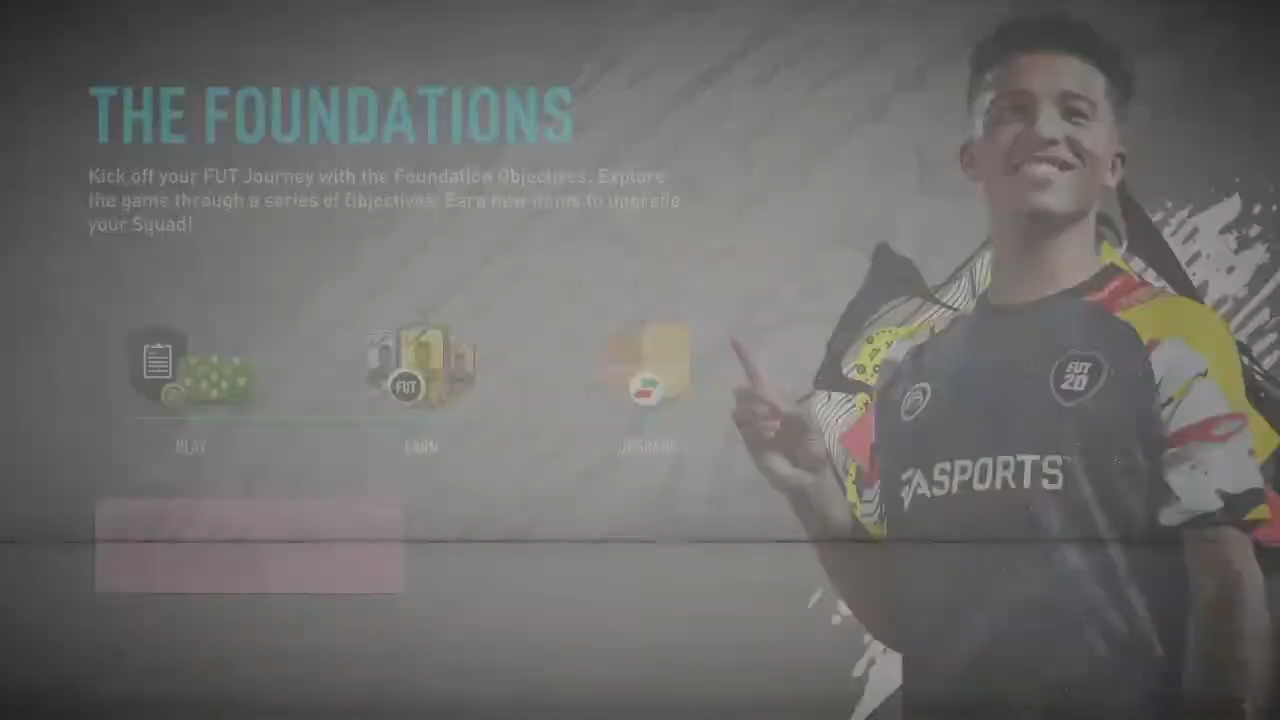 THE FOUNDATIONS
Kick off your FUT Journey with the Foundation Objectives. Explore
the game through a series of Objectives. Earn new items to upgrade
your Squad!
FUT
PLAY
EARN
UPGRADE
FUT
20
EA SPORTS